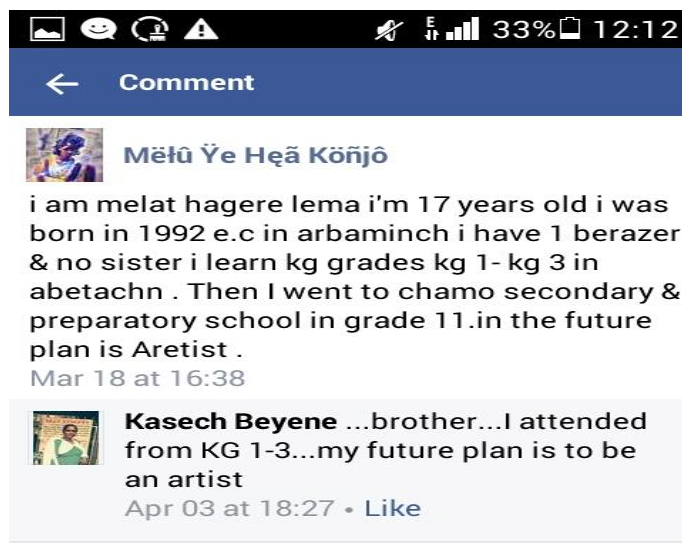 33% 12:12
Comment
Mëłû Ÿe Hęã Köñjô
i am melat hagere lema i'm 17 years old i was
born in 1992 e.c in arbaminch i have 1 berazer
& no sister i learn kg grades kg 1- kg 3 in
abetachn . Then I went to chamo secondary &
preparatory school in grade 11.in the future
plan is Aretist .
Mar 18 at 16:38
Kasech Beyene ...brother...I attended
from KG 1-3...my future plan is to be
an artist
Apr 03 at 18:27 • Like